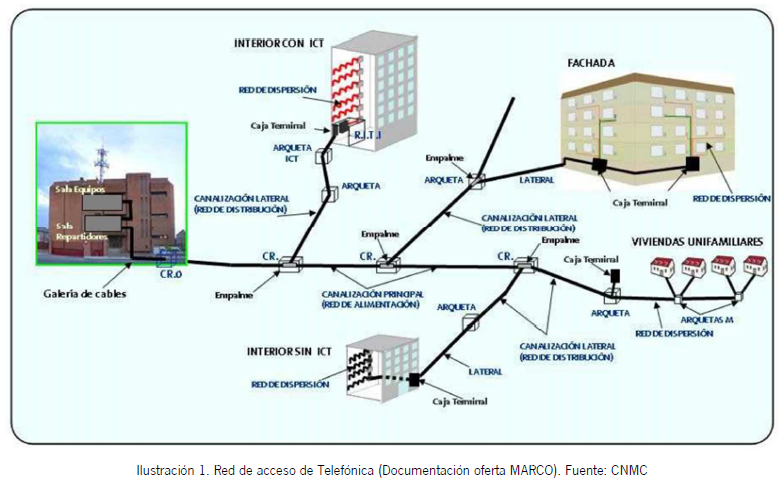 INTERIOR CON ICT
FACHADA
RED DE DISPERSIÓN
Caja Temirral
R.I.T.I
ARQUETA
ICT
Sala Equipos
Sala
Repartidores
Empalme
ARQUETA
LATERAL
ARQUETA
RED DE DISPERSIÓN
Caja Temirral
CANALIZACIÓN LATERAL
(RED DE DISTRIBUCIÓN)
CANALIZACIÓN LATERAL
(RED DE DISTRIBUCIÓN)
Empalme
Empalme
VIVIENDAS UNIFAMILIARES
CR.
CR.
CR.
Caja Temirral
CR.0
Galería de cables
Empalme
CANALIZACIÓN PRINCIPAL
(RED DE ALIMENTACIÓN)
ARQUETA
ARQUETAS M
RED DE DISPERSIÓN
ARQUETA
CANALIZACIÓN LATERAL
(RED DE DISTRIBUCIÓN)
INTERIOR SIN ICT
LATERAL
RED DE DISPERSIÓN
Caja Temirral
Ilustración 1. Red de acceso de Telefónica (Documentación oferta MARCO). Fuente: CNMC